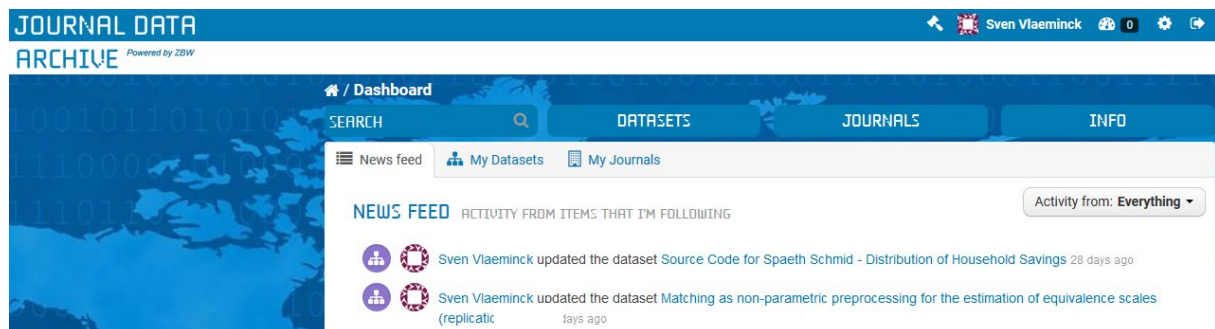 JOURNAL DATA
Sven Vlaeminck 0
ARCHIVE Powered by ZBW
/ Dashboard
SEARCH DATASETS JOURNALS INFO
News feed My Datasets My Journals
NEWS FEED ACTIVITY FROM ITEMS THAT I'M FOLLOWING Activity from: Everything
Sven Vlaeminck updated the dataset Source Code for Spaeth Schmid - Distribution of Household Savings 28 days ago
Sven Vlaeminck updated the dataset Matching as non-parametric preprocessing for the estimation of equivalence scales
(replicatic days ago